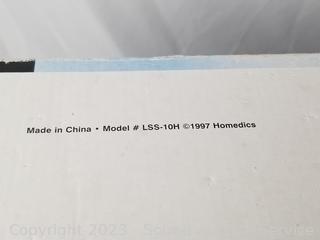 Made in China • Model # LSS-10H ©1997 Homedics
Copyright 2023